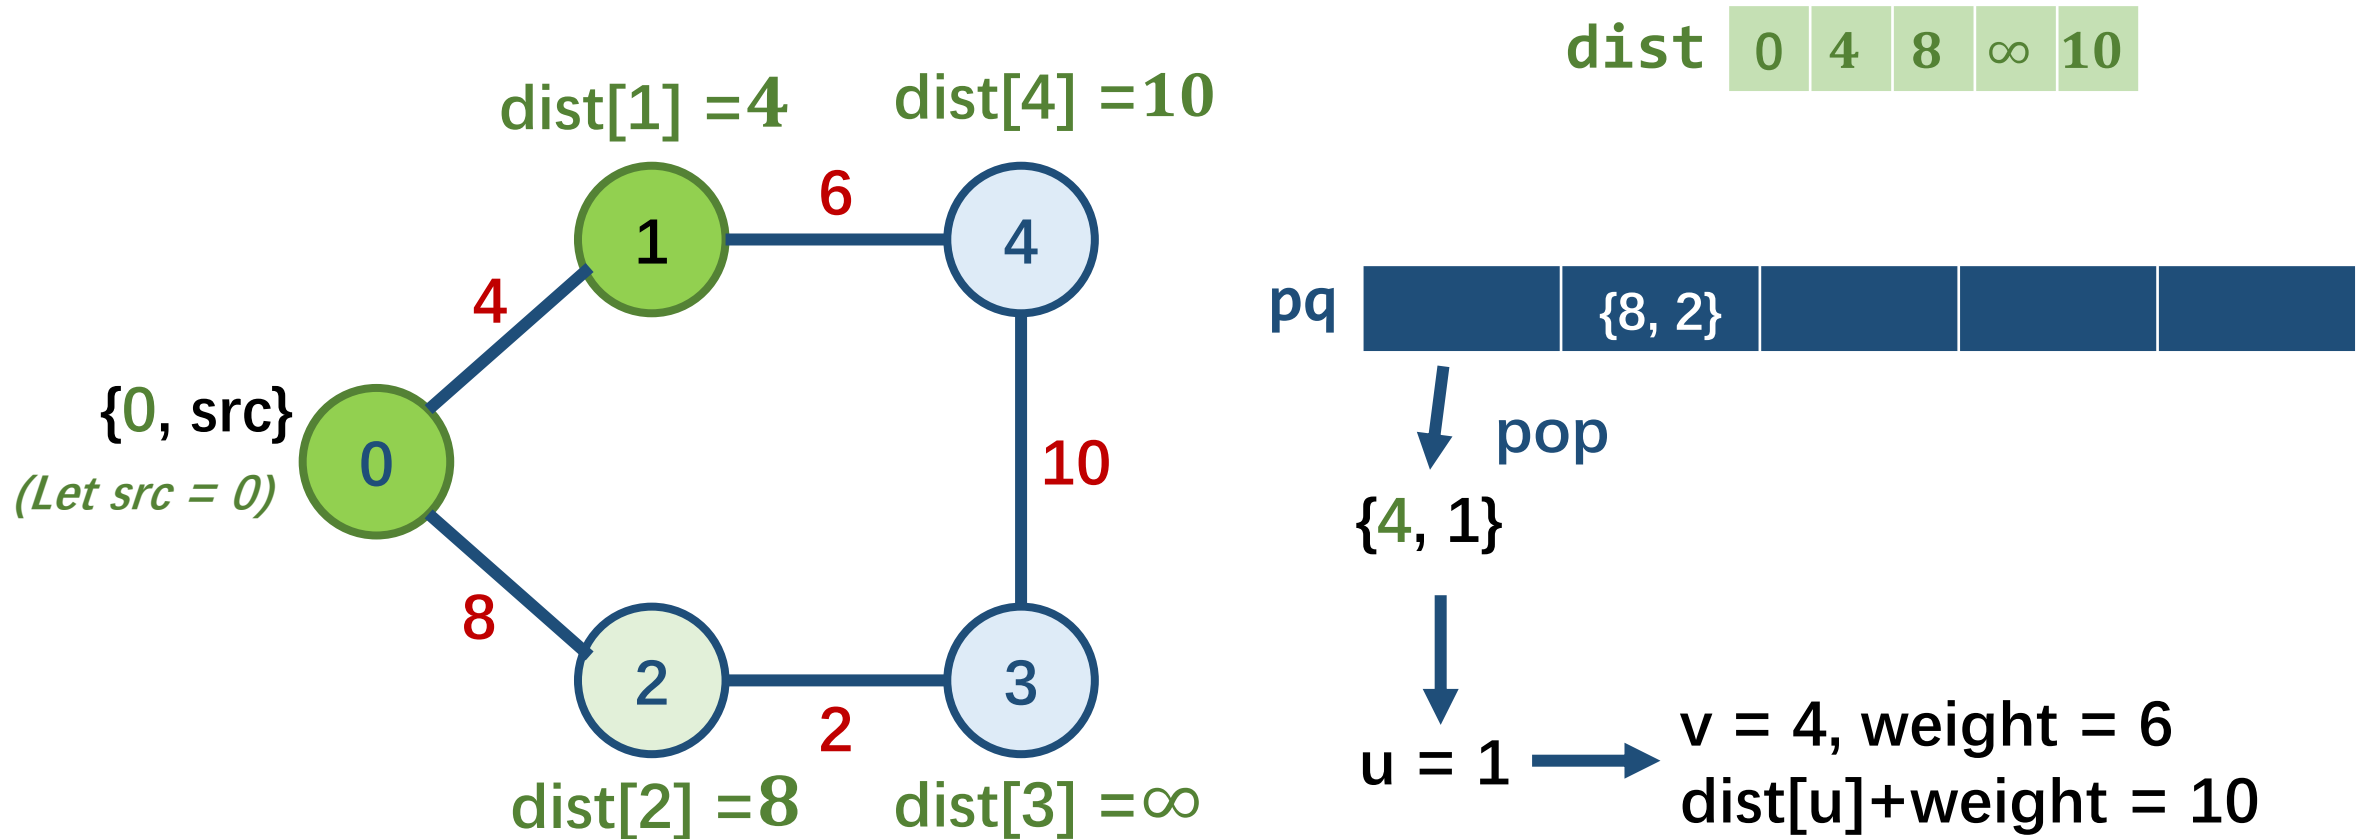 dist 0 4 8 ∞ 10
dist[1] =4
dist[4] =10
6
1
4
4
pq {8, 2}
{0, src}
(Let src = 0)
0
10
pop
{4, 1}
8
2
3
2
u = 1
v = 4, weight = 6
dist[u]+weight = 10
dist[2] =8
dist[3] =∞